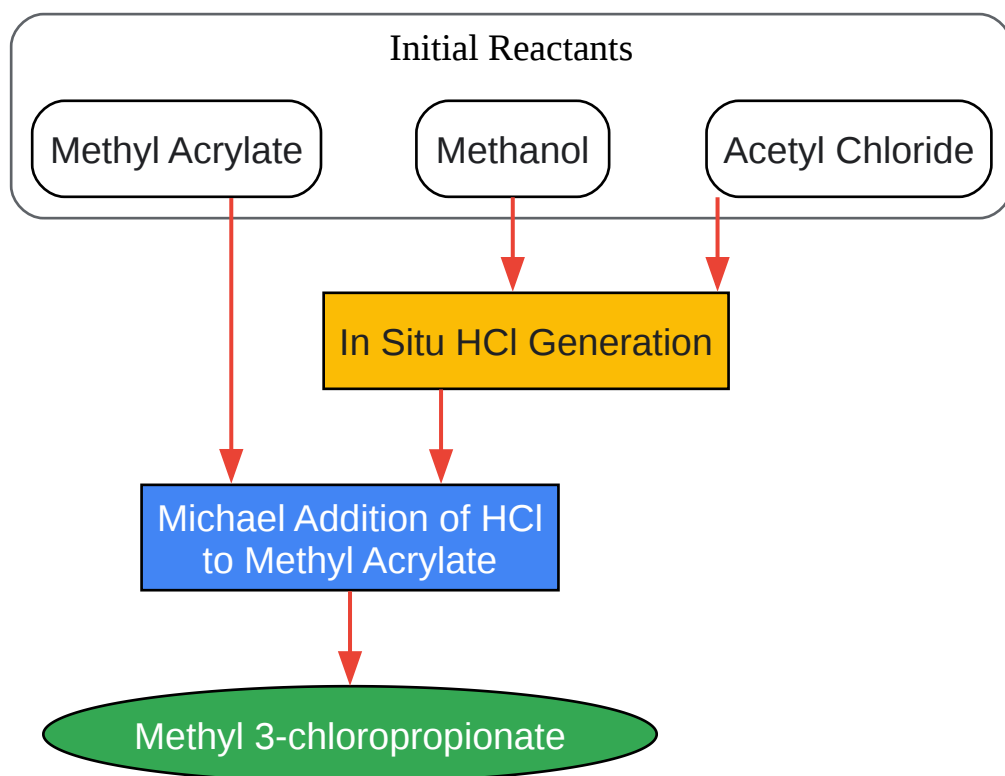 Initial Reactants
Methyl Acrylate
Methanol
Acetyl Chloride
In Situ HCl Generation
Michael Addition of HCl
to Methyl Acrylate
Methyl 3-chloropropionate